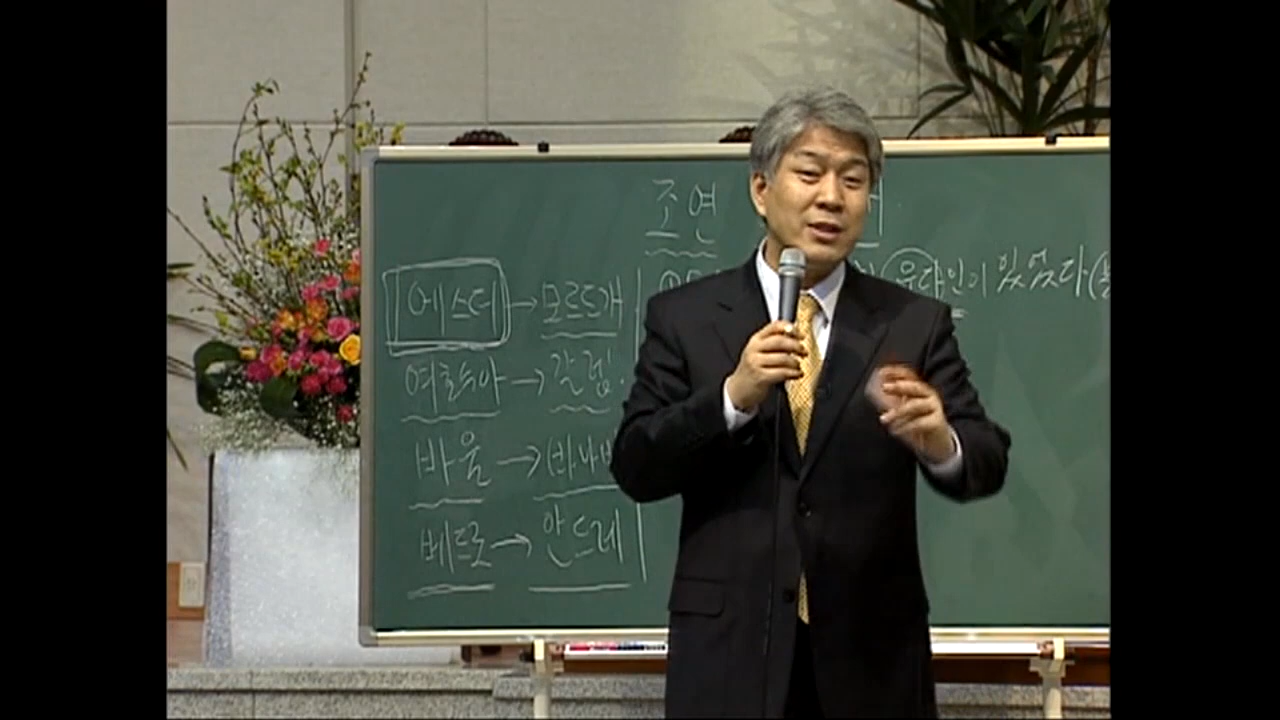 조연
에스더 → 모르드개
유다인이 있었다
여호수아 → 갈렙.
바울 → (바나바
베드로 → 안드레